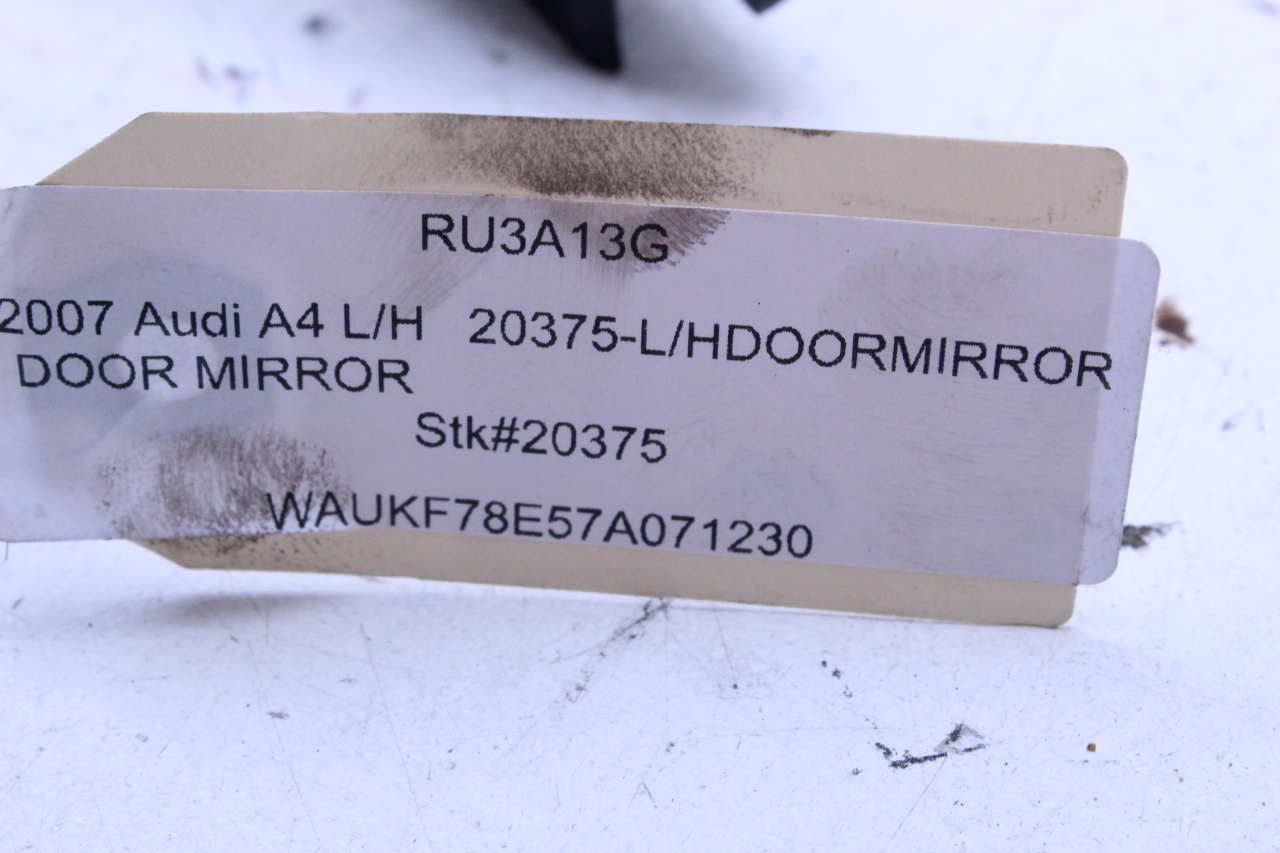 RU3A13G
2007 Audi A4 L/H
DOOR MIRROR
20375-L/HDOORMIRROR
Stk#20375
WAUKF78E57A071230